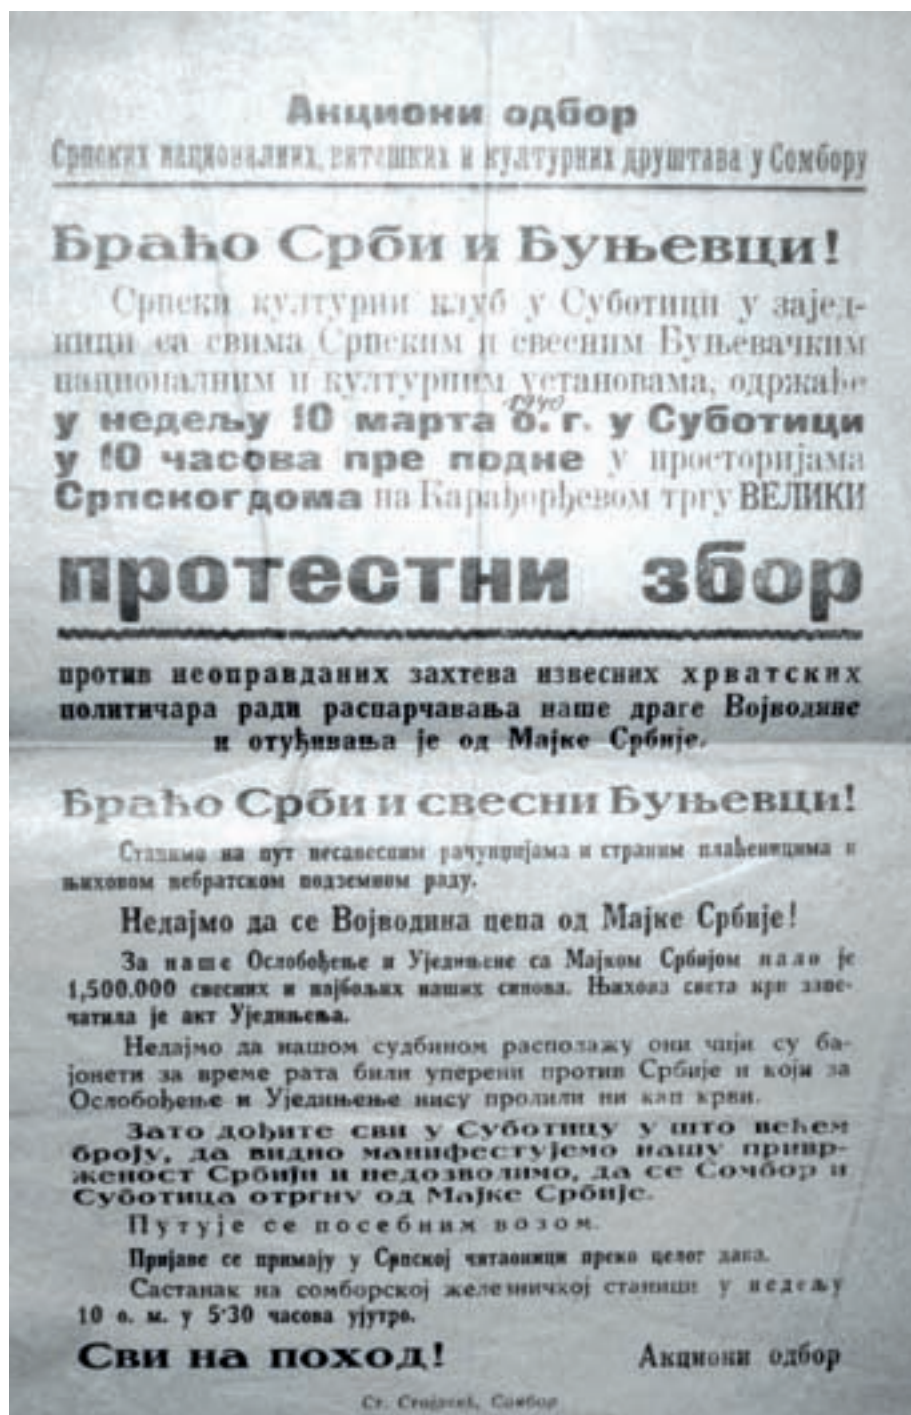 Акциони одбор
Српских националних, витешких и културних друштава у Сомбору
Браћо Срби и Буњевци!
Српски културни клуб у Суботици у зајед-
ници са свима Српским и свесним Буњевачким
национaлним и културним установама, одржаће
1940
у недељу 10 марта о. г. у Суботици
у 10 часова пре подне у просторијама
Српског дома на Карађорђевом тргу ВЕЛИКИ
протестни збор
против неоправданих захтева извесних хрватских
политичара ради распарчавања наше драге Војводине
и отуђивања је од Мајке Србије.
Браћо Срби и свесни Буњевци!
Станимо на пут несавесним рачунџијама и страним плаћеницима и
њиховом небратском подземном раду.
Недајмо да се Војводина цепа од Мајке Србије!
За наше Ослобођење и Уједињене са Мајком Србијом пало је
1,500.000 свесних и најбољих наших синова. Њихова света крв запе-
чатила је акт Уједињења.
Недајмо да нашом судбином располажу они чији су ба-
јонети за време рата били уперени против Србије и који за
Ослобођење и Уједињење нису пролили ни кап крви.
Зато дођите сви у Суботицу у што већем
броју, да видно манифестујемо нашу привр-
женост Србији и недозволимо, да се Сомбор и
Суботица отргну од Мајке Србије.
Путује се посебним возом.
Пријаве се примају у Српској читаоници преко целог дана.
Састанак на сомборској железничкој станици у недељу
10 о. м. у 5·30 часова ујутро.
Сви на поход!
Акциони одбор
Ст. Стојачић, Сомбор